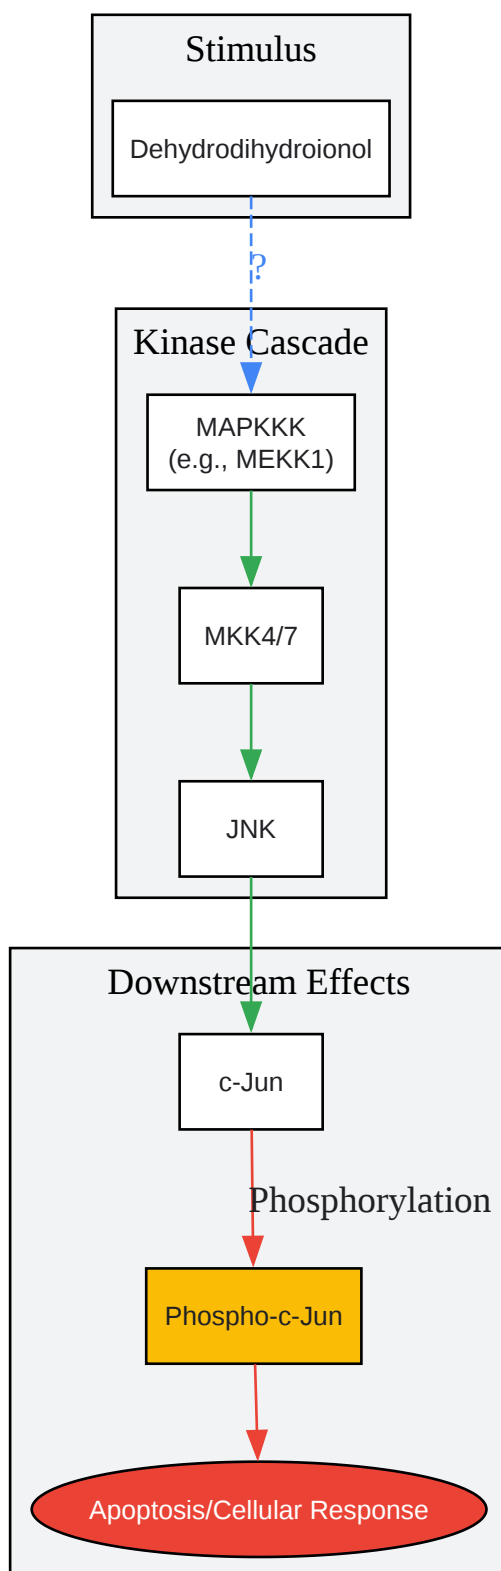 Stimulus
Dehydrodihydroionol
?
Kinase Cascade
MAPKKK
(e.g., MEKK1)
MKK4/7
JNK
Downstream Effects
c-Jun
Phosphorylation
Phospho-c-Jun
Apoptosis/Cellular Response